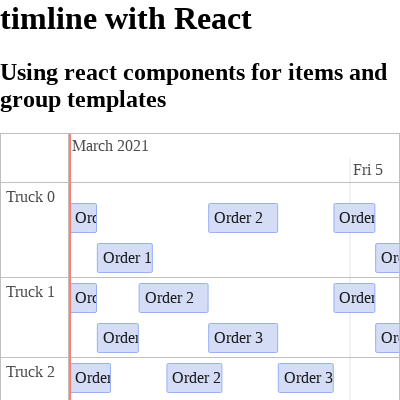 timline with React
Using react components for items and
group templates
March 2021
Fri 5
Truck 0
Ord
Order 2
Order
Order 1
Or
Truck 1
Ord
Order 2
Order
Order
Order 3
Or
Truck 2
Order
Order 2
Order 3